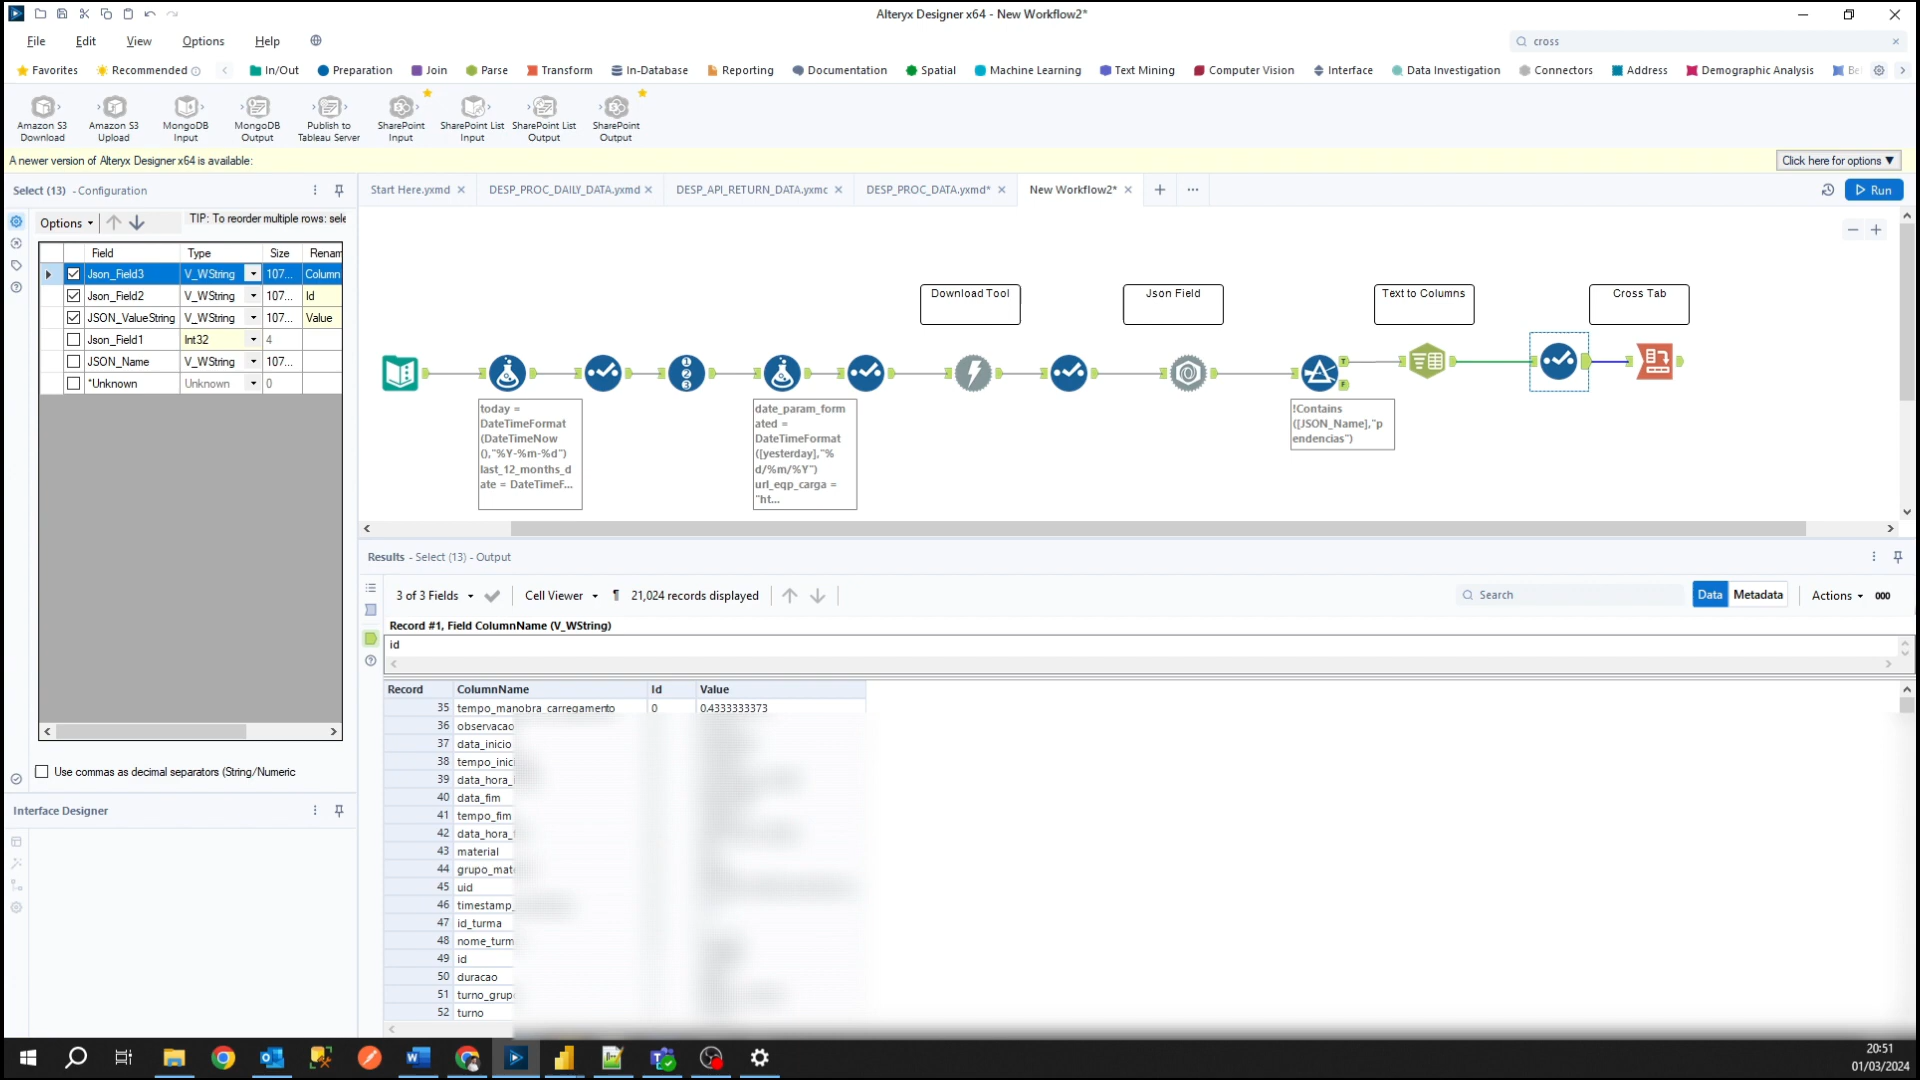 Alteryx Designer x64 - New Workflow2*
File Edit View Options Help
cross
Favorites Recommended In/Out Preparation Join Parse Transform In-Database Reporting Documentation Spatial Machine Learning Text Mining Computer Vision Interface Data Investigation Connectors Address Demographic Analysis Be
Amazon S3 Download
Amazon S3 Upload
MongoDB Input
MongoDB Output
Publish to Tableau Server
SharePoint Input
SharePoint List Input
SharePoint List Output
SharePoint Output
A newer version of Alteryx Designer x64 is available:
Click here for options ▼
Select (13) - Configuration
Start Here.yxmd DESP_PROC_DAILY_DATA.yxmd DESP_API_RETURN_DATA.yxmc DESP_PROC_DATA.yxmd* New Workflow2*
Run
Options
TIP: To reorder multiple rows: sele
Field Type Size Renam
Json_Field3 V_WString 107... Column
Json_Field2 V_WString 107... Id
JSON_ValueString V_WString 107... Value
Json_Field1 Int32 4
JSON_Name V_WString 107...
*Unknown Unknown 0
Use commas as decimal separators (String/Numeric
Interface Designer
Download Tool
Json Field
Text to Columns
Cross Tab
1
2
3
T
F
today =
DateTimeFormat
(DateTimeNow
(),"%Y-%m-%d")
last_12_months_d
ate = DateTimeF...
date_param_form
ated =
DateTimeFormat
([yesterday],"%
d/%m/%Y")
url_eqp_carga =
"ht...
!Contains
([JSON_Name],"p
endencias")
Results - Select (13) - Output
3 of 3 Fields Cell Viewer 21,024 records displayed
Search
Data Metadata
Actions
000
Record #1, Field ColumnName (V_WString)
id
Record ColumnName Id Value
35 tempo_manobra_carregamento 0 0.4333333373
36 observacao
37 data_inicio
38 tempo_inic
39 data_hora_
40 data_fim
41 tempo_fim
42 data_hora_f
43 material
44 grupo_mat
45 uid
46 timestamp_
47 id_turma
48 nome_turm
49 id
50 duracao
51 turno_grup
52 turno
20:51
01/03/2024